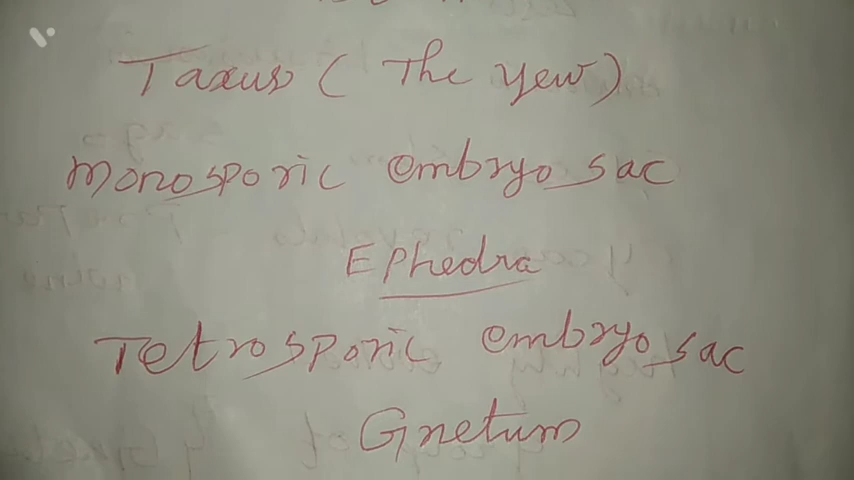 Taxus ( The yew )
Monosporic embryo sac
Ephedra
Tetrosporic embryo sac
Gnetum